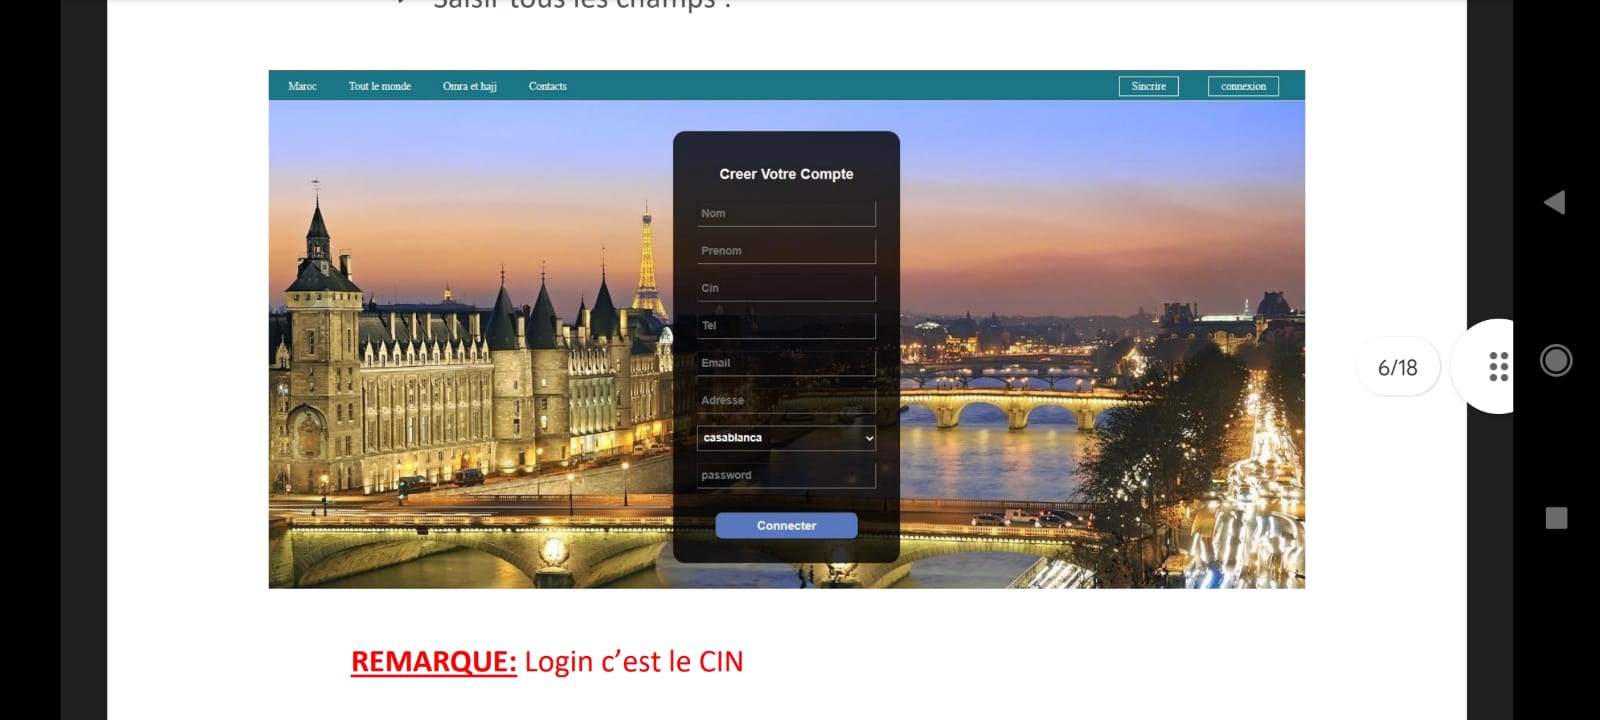 Saisir tous les champs :
Maroc Tout le monde Omra et hajj Contacts Sincrire connexion
Creer Votre Compte
Nom
Prenom
Cin
Tel
Email
Adresse
casablanca
password
Connecter
6/18
REMARQUE: Login c’est le CIN